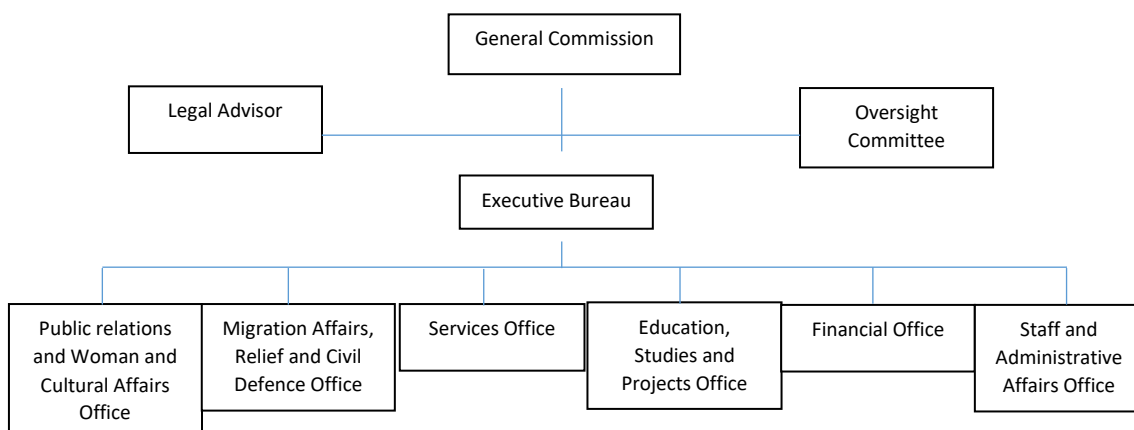 General Commission
Legal Advisor
Oversight
Committee
Executive Bureau
Public relations
and Woman and
Cultural Affairs
Office
Migration Affairs,
Relief and Civil
Defence Office
Services Office
Education,
Studies and
Projects Office
Financial Office
Staff and
Administrative
Affairs Office